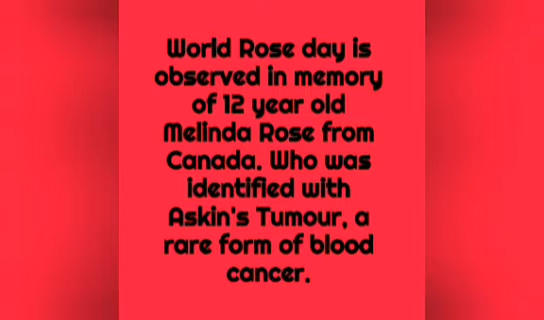 World Rose day is
observed in memory
of 12 year old
Melinda Rose from
Canada. Who was
identified with
Askin's Tumour, a
rare form of blood
cancer.